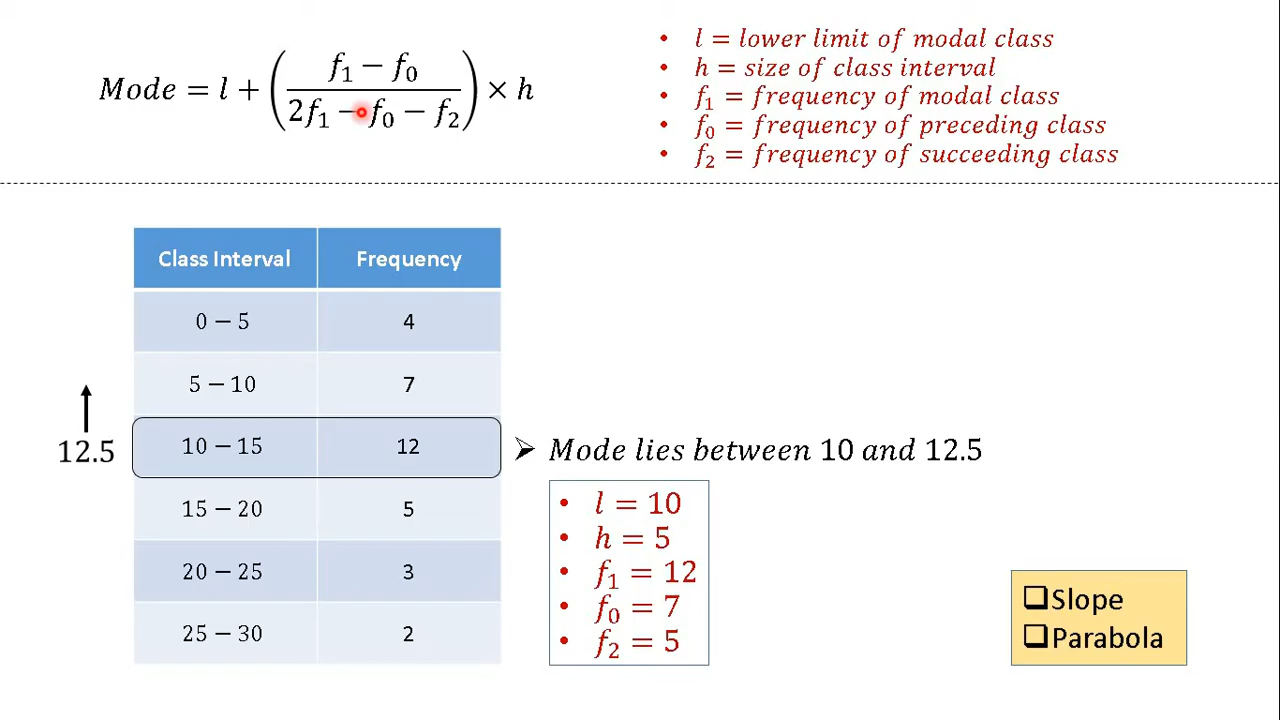 Mode = l + ( (f₁ − f₀) / (2f₁ − f₀ − f₂) ) × h
• l = lower limit of modal class
• h = size of class interval
• f₁ = frequency of modal class
• f₀ = frequency of preceding class
• f₂ = frequency of succeeding class
Class Interval Frequency
0 − 5 4
5 − 10 7
12.5 10 − 15 12
15 − 20 5
20 − 25 3
25 − 30 2
➢ Mode lies between 10 and 12.5
• l = 10
• h = 5
• f₁ = 12
• f₀ = 7
• f₂ = 5
❑Slope
❑Parabola